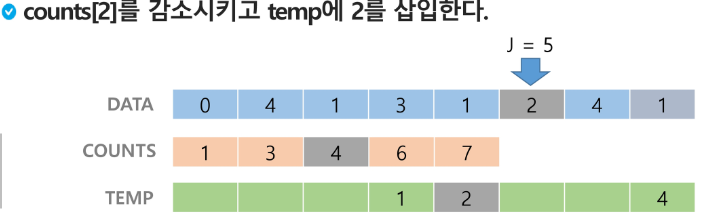 counts[2]를 감소시키고 temp에 2를 삽입한다.
J = 5
DATA 0 4 1 3 1 2 4 1
COUNTS 1 3 4 6 7
TEMP 1 2 4